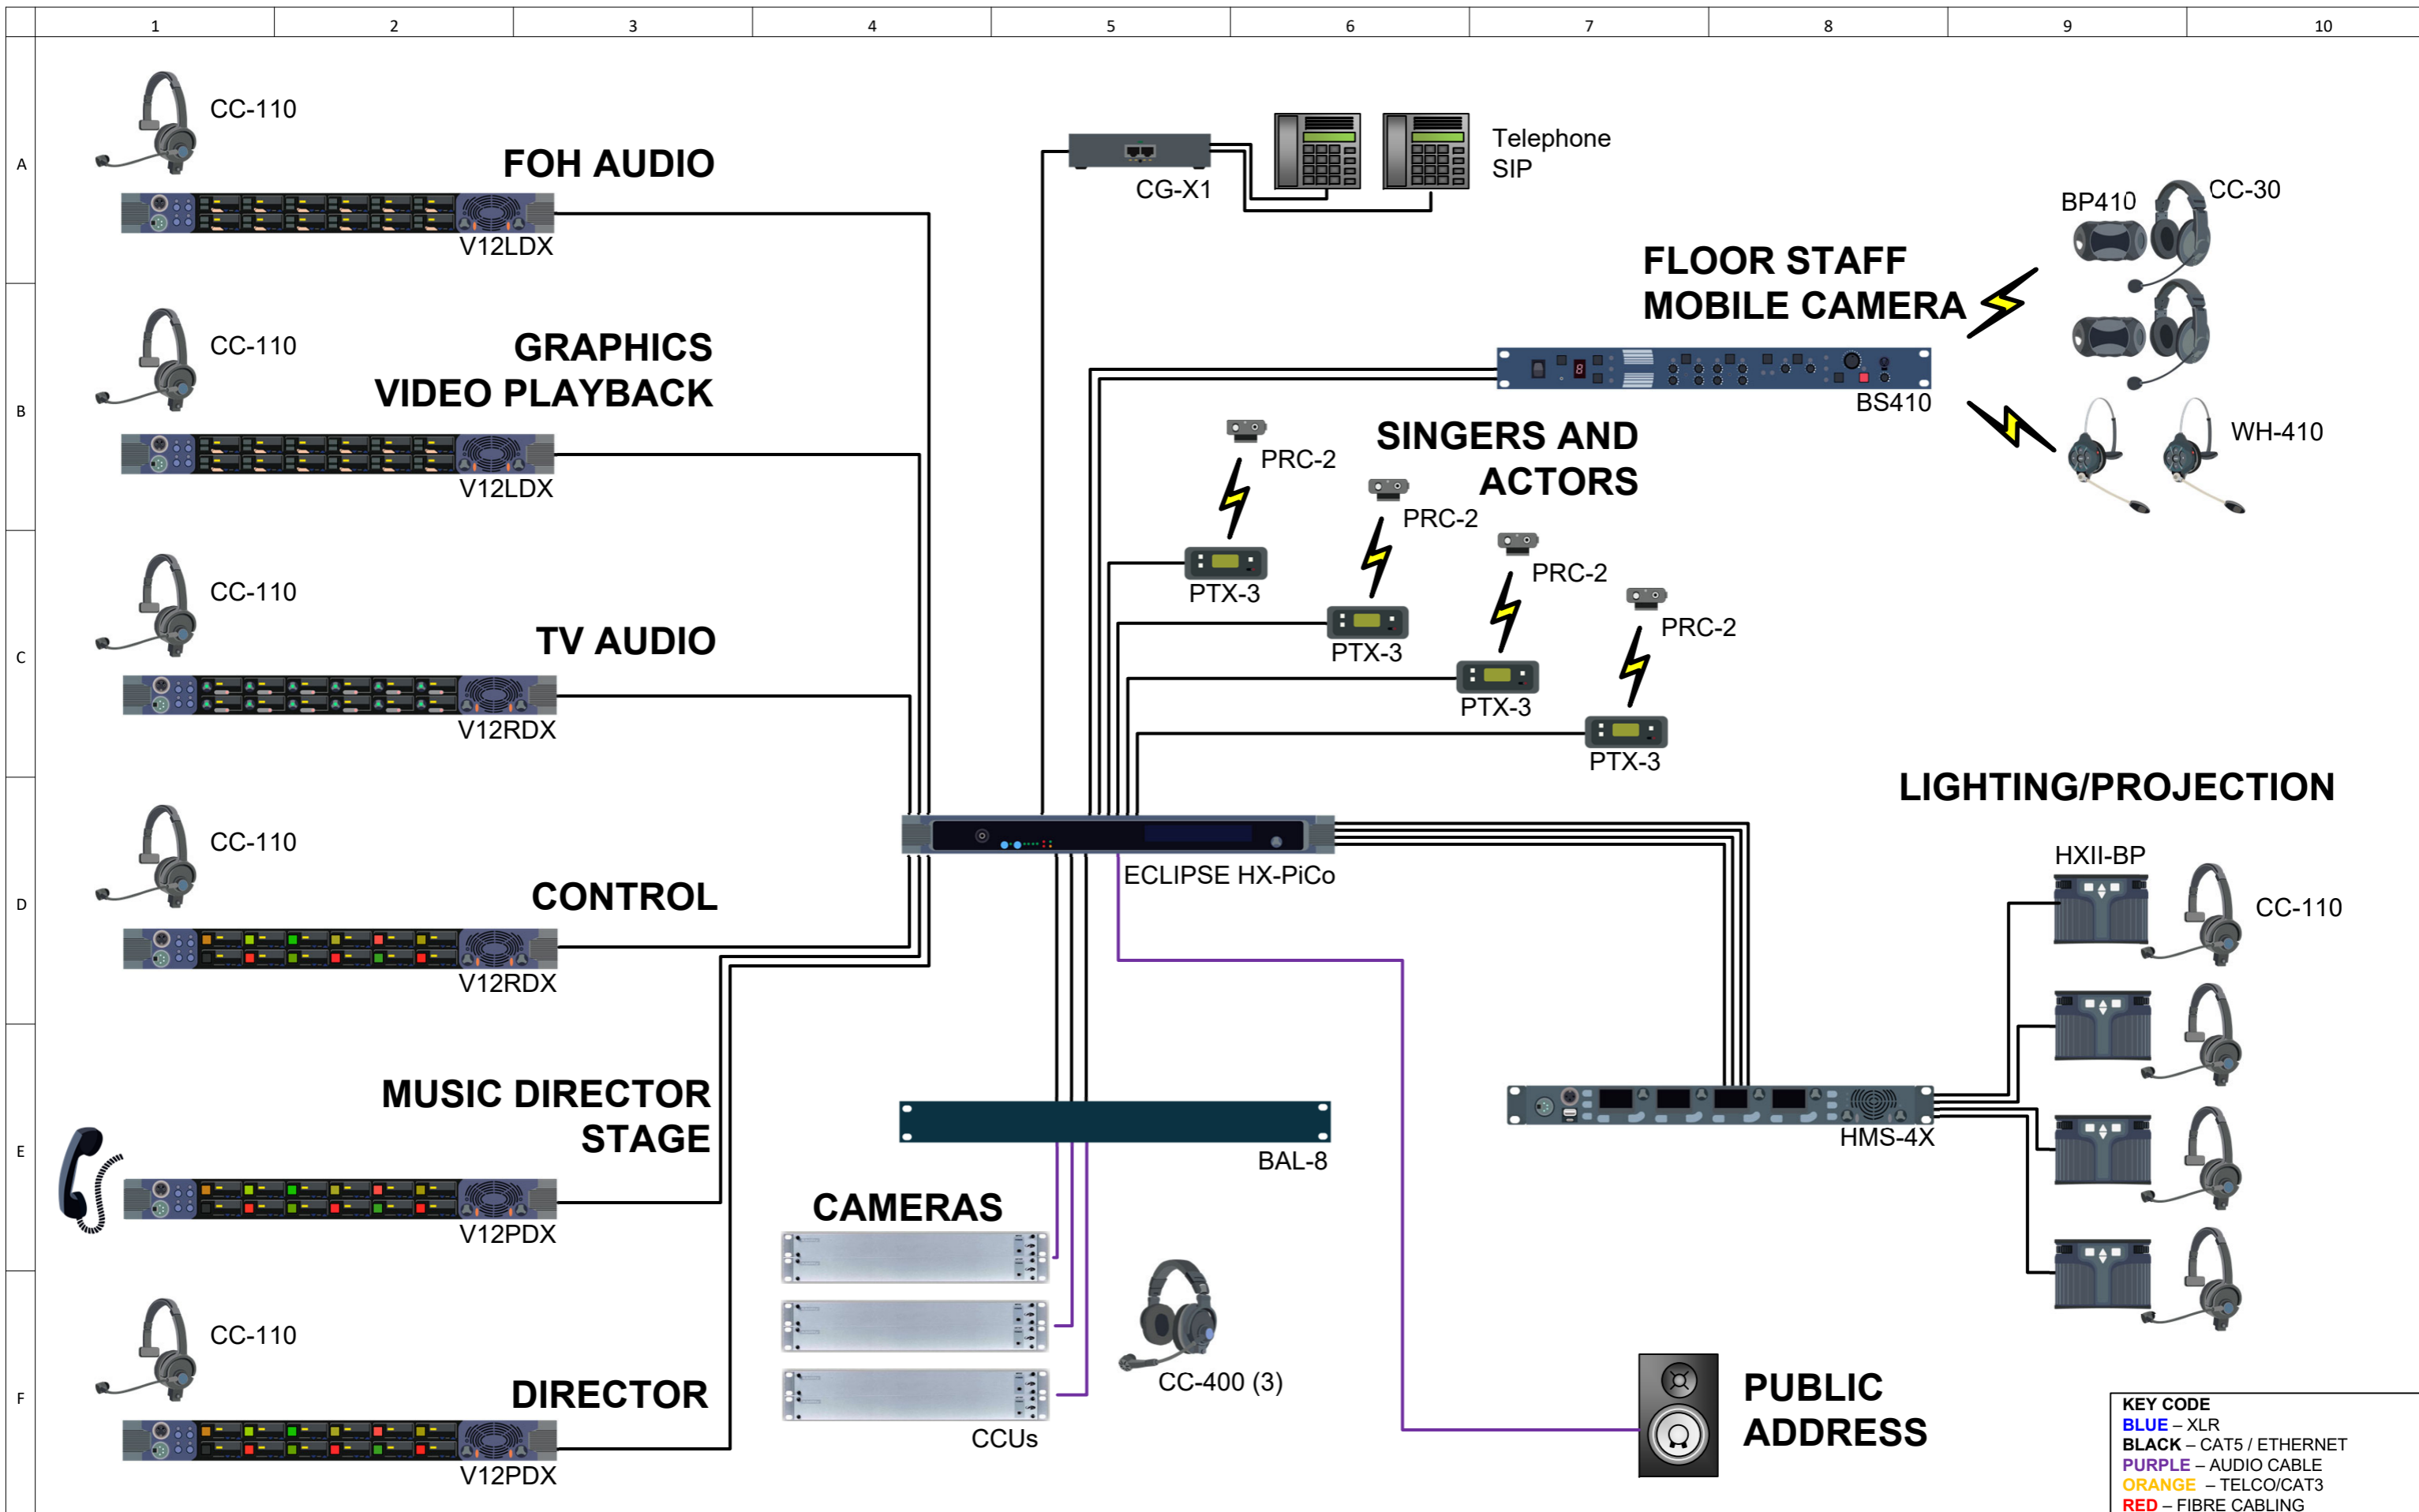 1 2 3 4 5 6 7 8 9 10
A
B
C
D
E
F
CC-110
FOH AUDIO
V12LDX
CC-110
GRAPHICS
VIDEO PLAYBACK
V12LDX
CC-110
TV AUDIO
V12RDX
CC-110
CONTROL
V12RDX
MUSIC DIRECTOR
STAGE
V12PDX
CC-110
DIRECTOR
V12PDX
CG-X1
Telephone
SIP
FLOOR STAFF
MOBILE CAMERA
BP410
CC-30
BS410
WH-410
SINGERS AND
ACTORS
PRC-2
PTX-3
PRC-2
PTX-3
PRC-2
PTX-3
PRC-2
PTX-3
ECLIPSE HX-PiCo
LIGHTING/PROJECTION
HXII-BP
CC-110
HMS-4X
BAL-8
CAMERAS
CCUs
CC-400 (3)
PUBLIC
ADDRESS
KEY CODE
BLUE – XLR
BLACK – CAT5 / ETHERNET
PURPLE – AUDIO CABLE
ORANGE – TELCO/CAT3
RED – FIBRE CABLING